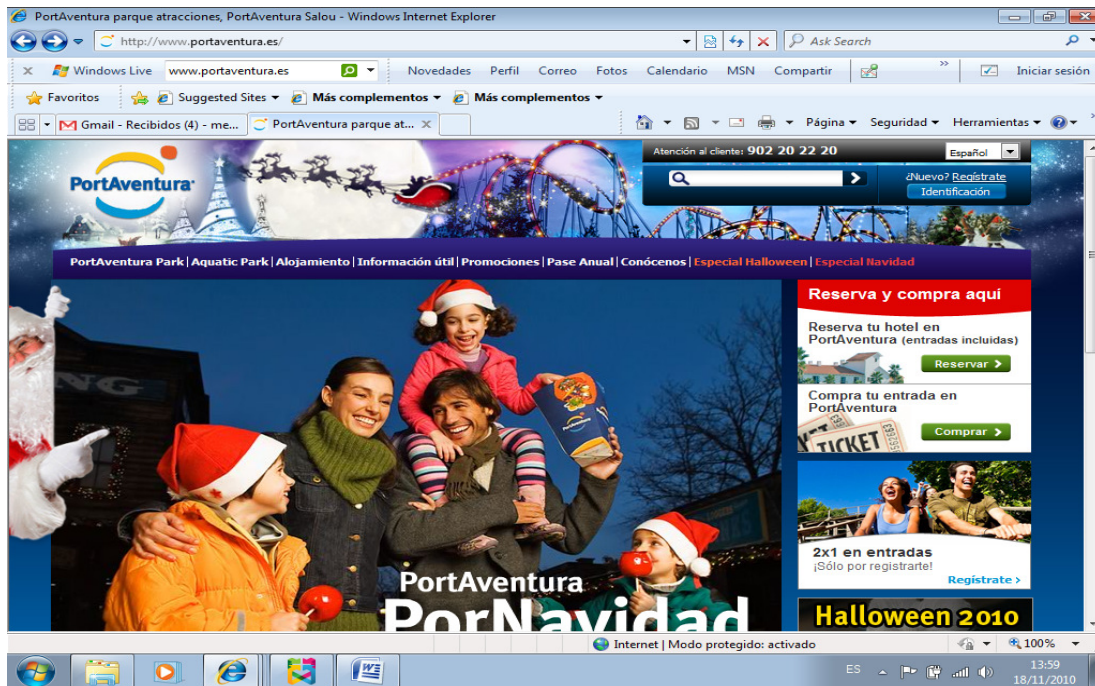 PortAventura parque atracciones, PortAventura Salou - Windows Internet Explorer
http://www.portaventura.es/
Ask Search
Windows Live www.portaventura.es Novedades Perfil Correo Fotos Calendario MSN Compartir » Iniciar sesión
Favoritos Suggested Sites Más complementos Más complementos
Gmail - Recibidos (4) - me... PortAventura parque at... Página Seguridad Herramientas
Atención al cliente: 902 20 22 20 Español
PortAventura
¿Nuevo? Regístrate
Identificación
PortAventura Park | Aquatic Park | Alojamiento | Información útil | Promociones | Pase Anual | Conócenos | Especial Halloween | Especial Navidad
Reserva y compra aquí
Reserva tu hotel en
PortAventura (entradas incluidas)
Reservar >
Compra tu entrada en
PortAventura
TICKET
Comprar >
2x1 en entradas
¡Sólo por registrarte!
Regístrate >
Halloween 2010
PortAventura
PorNavidad
Internet | Modo protegido: activado 100%
ES 13:59
18/11/2010